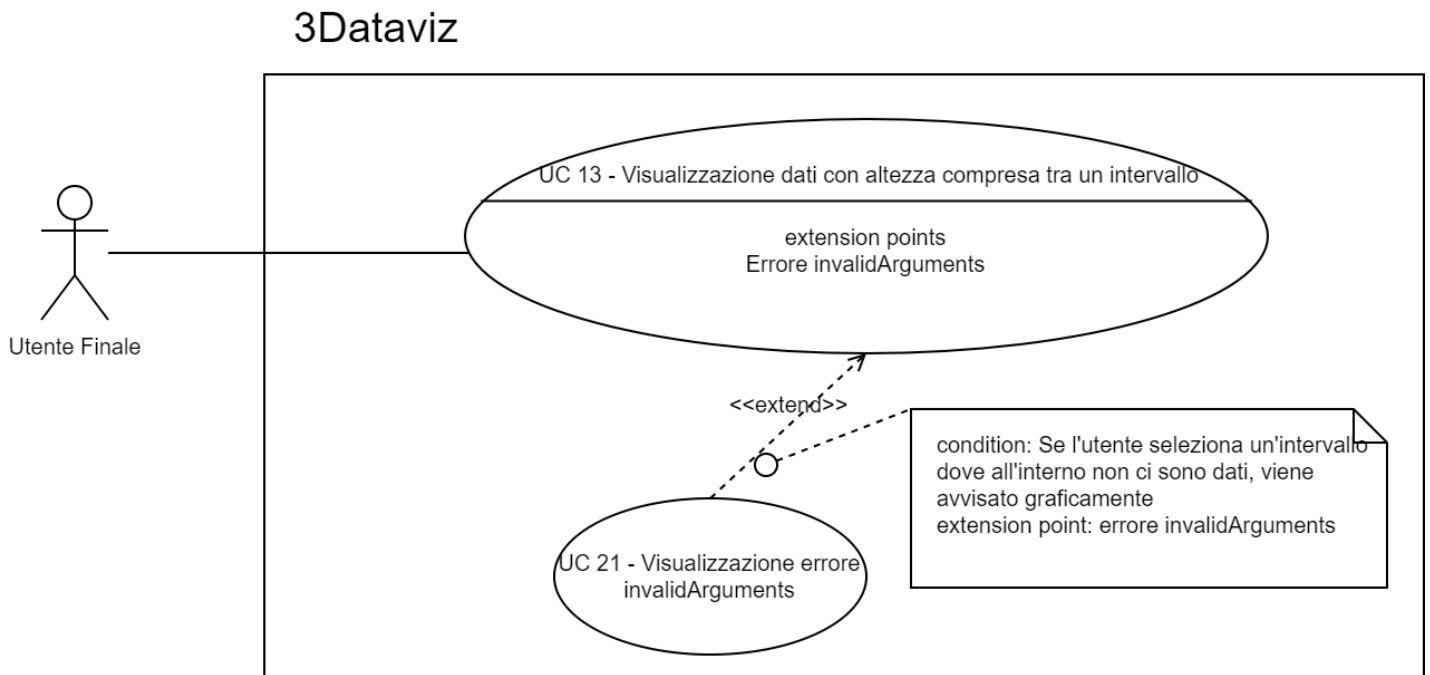 3Dataviz
UC 13 - Visualizzazione dati con altezza compresa tra un intervallo
extension points
Errore invalidArguments
Utente Finale
<<extend>>
condition: Se l'utente seleziona un'intervallo
dove all'interno non ci sono dati, viene
avvisato graficamente
extension point: errore invalidArguments
UC 21 - Visualizzazione errore
invalidArguments